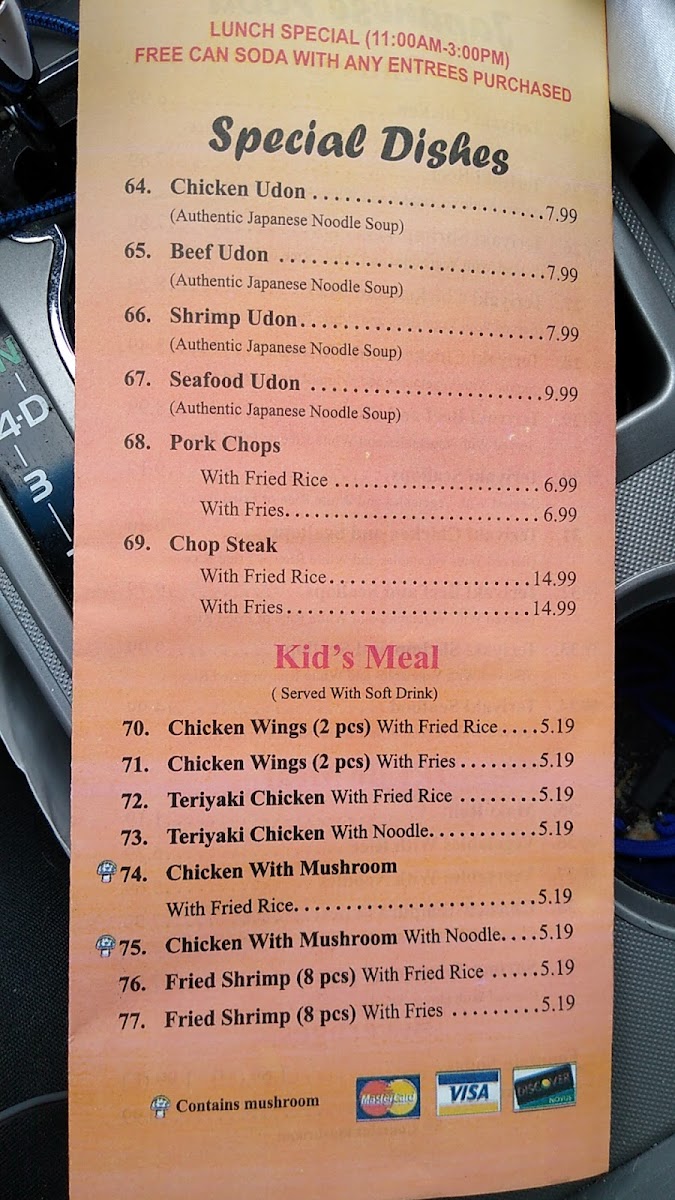 LUNCH SPECIAL (11:00AM-3:00PM)
FREE CAN SODA WITH ANY ENTREES PURCHASED
Special Dishes
64. Chicken Udon ........................7.99
(Authentic Japanese Noodle Soup)
65. Beef Udon ...........................7.99
(Authentic Japanese Noodle Soup)
66. Shrimp Udon.........................7.99
(Authentic Japanese Noodle Soup)
67. Seafood Udon ........................9.99
(Authentic Japanese Noodle Soup)
68. Pork Chops
With Fried Rice .....................6.99
With Fries..........................6.99
69. Chop Steak
With Fried Rice....................14.99
With Fries........................14.99
Kid's Meal
( Served With Soft Drink)
70. Chicken Wings (2 pcs) With Fried Rice....5.19
71. Chicken Wings (2 pcs) With Fries........5.19
72. Teriyaki Chicken With Fried Rice ........5.19
73. Teriyaki Chicken With Noodle...........5.19
74. Chicken With Mushroom
With Fried Rice........................5.19
75. Chicken With Mushroom With Noodle....5.19
76. Fried Shrimp (8 pcs) With Fried Rice .....5.19
77. Fried Shrimp (8 pcs) With Fries .........5.19
Contains mushroom
MasterCard VISA DISCOVER
NOVUS
N
4-D
3